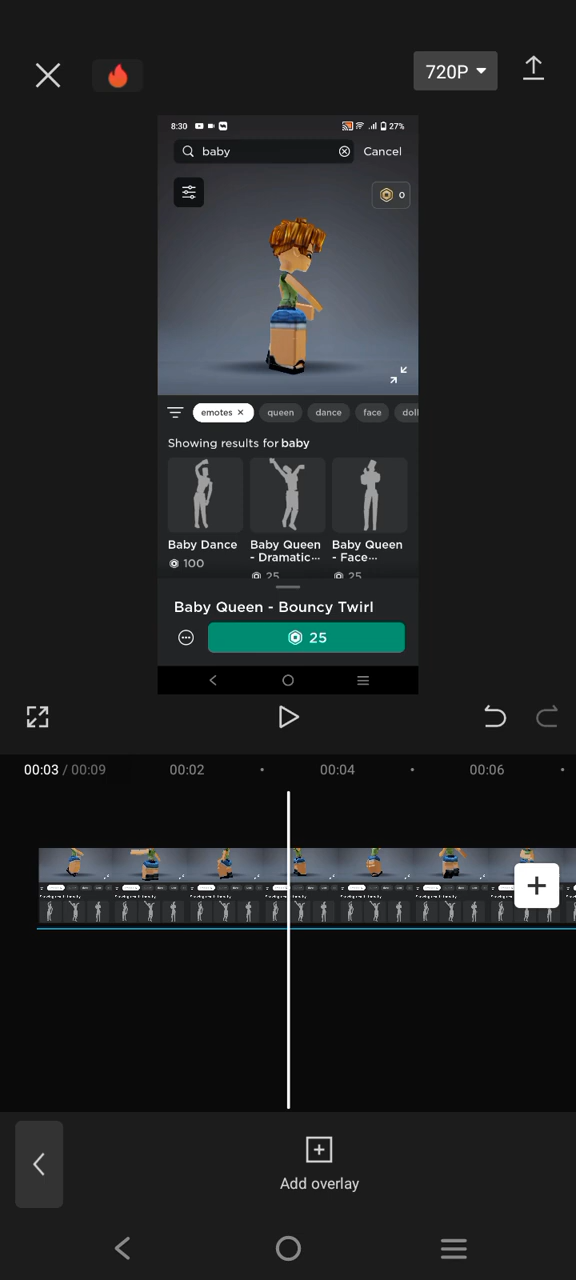 720P
8:30
27%
baby
Cancel
0
emotes
queen
dance
face
doll
Showing results for baby
Baby Dance
100
Baby Queen - Dramatic...
25
Baby Queen - Face...
25
Baby Queen - Bouncy Twirl
25
00:03 / 00:09
00:02
00:04
00:06
Add overlay